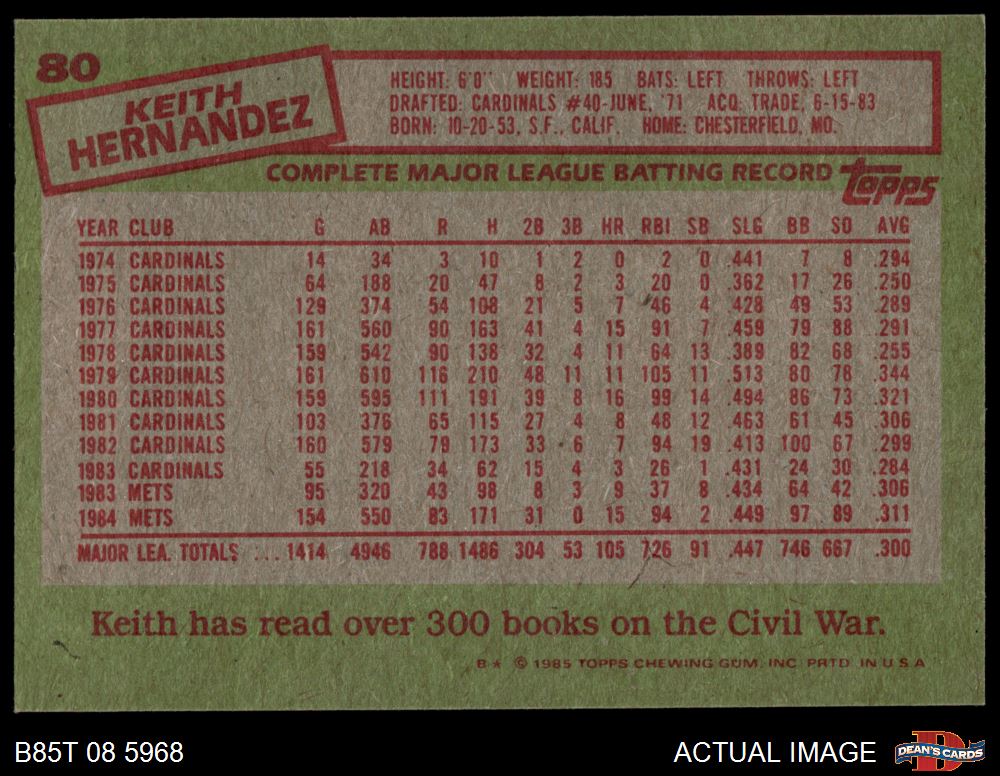 80
KEITH
HERNANDEZ
HEIGHT: 6'0" WEIGHT: 185 BATS: LEFT THROWS: LEFT
DRAFTED: CARDINALS #40-JUNE, '71 ACQ: TRADE, 6-15-83
BORN: 10-20-53, S.F., CALIF. HOME: CHESTERFIELD, MO.
COMPLETE MAJOR LEAGUE BATTING RECORD topps
YEAR CLUB G AB R H 2B 3B HR RBI SB SLG BB SO AVG
1974 CARDINALS 14 34 3 10 1 2 0 2 0 .441 7 8 .294
1975 CARDINALS 64 188 20 47 8 2 3 20 0 .362 17 26 .250
1976 CARDINALS 129 374 54 108 21 5 7 46 4 .428 49 53 .289
1977 CARDINALS 161 560 90 163 41 4 15 91 7 .459 79 88 .291
1978 CARDINALS 159 542 90 138 32 4 11 64 13 .389 82 68 .255
1979 CARDINALS 161 610 116 210 48 11 11 105 11 .513 80 78 .344
1980 CARDINALS 159 595 111 191 39 8 16 99 14 .494 86 73 .321
1981 CARDINALS 103 376 65 115 27 4 8 48 12 .463 61 45 .306
1982 CARDINALS 160 579 79 173 33 6 7 94 19 .413 100 67 .299
1983 CARDINALS 55 218 34 62 15 4 3 26 1 .431 24 30 .284
1983 METS 95 320 43 98 8 3 9 37 8 .434 64 42 .306
1984 METS 154 550 83 171 31 0 15 94 2 .449 97 89 .311
MAJOR LEA. TOTALS ... 1414 4946 788 1486 304 53 105 726 91 .447 746 667 .300
Keith has read over 300 books on the Civil War.
B★ © 1985 TOPPS CHEWING GUM, INC. PRTD. IN U.S.A.
B85T 08 5968
ACTUAL IMAGE
D
DEAN'S CARDS